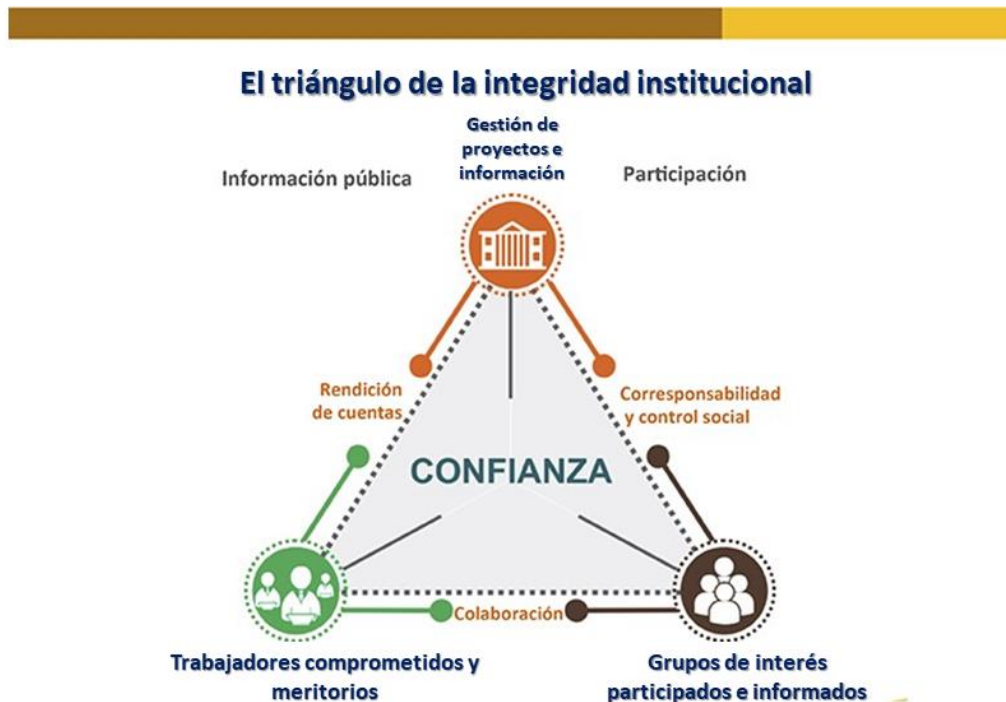 El triángulo de la integridad institucional
Gestión de
proyectos e
información
Información pública
Participación
Rendición
de cuentas
Corresponsabilidad
y control social
CONFIANZA
Colaboración
Trabajadores comprometidos y
meritorios
Grupos de interés
participados e informados